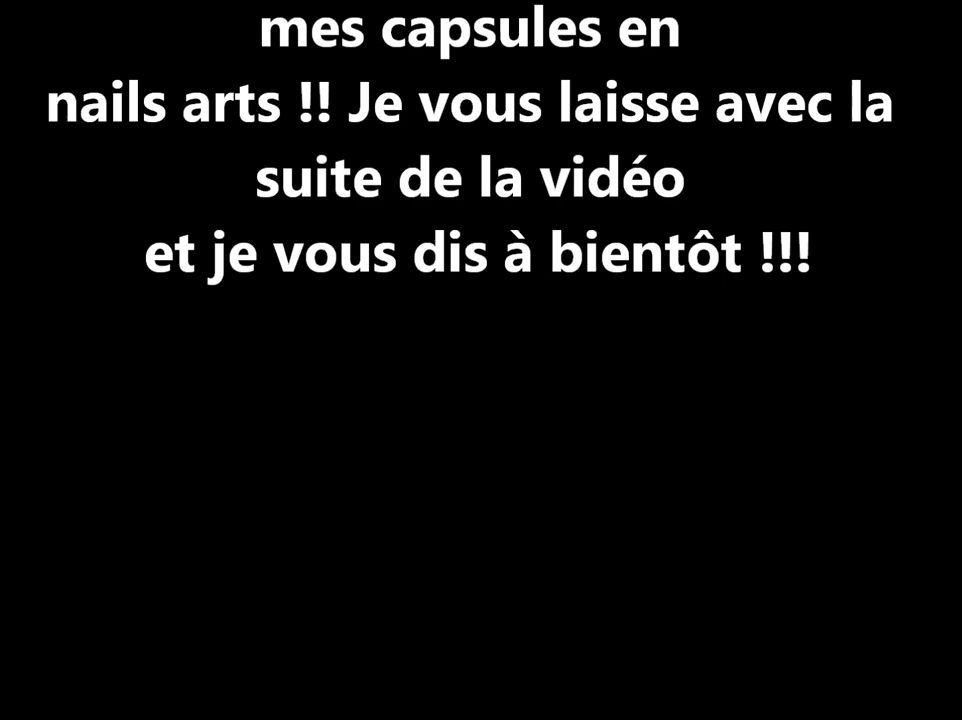 mes capsules en
nails arts !! Je vous laisse avec la
suite de la vidéo
et je vous dis à bientôt !!!